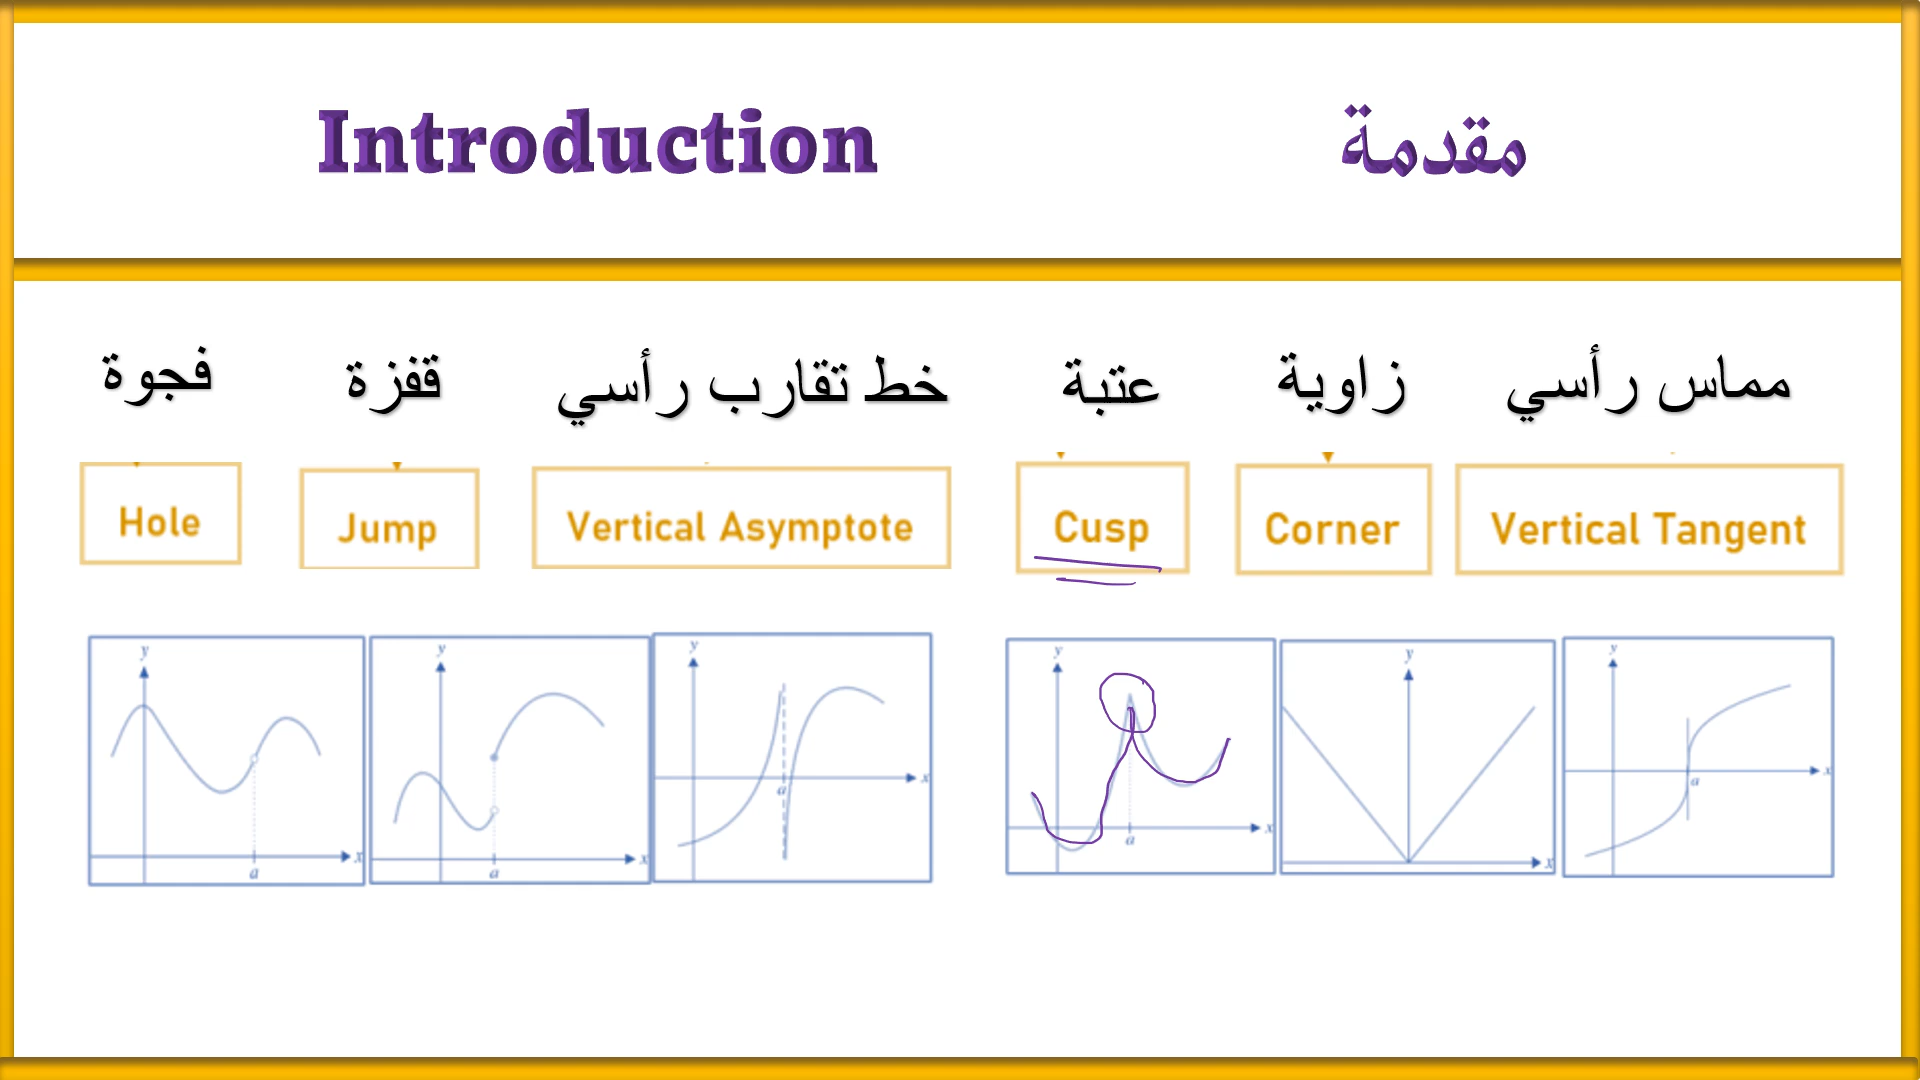 Introduction مقدمة
فجوة قفزة خط تقارب رأسي عتبة زاوية مماس رأسي
Hole Jump Vertical Asymptote Cusp Corner Vertical Tangent
y y y y y y
x x x x x x
a a a a a